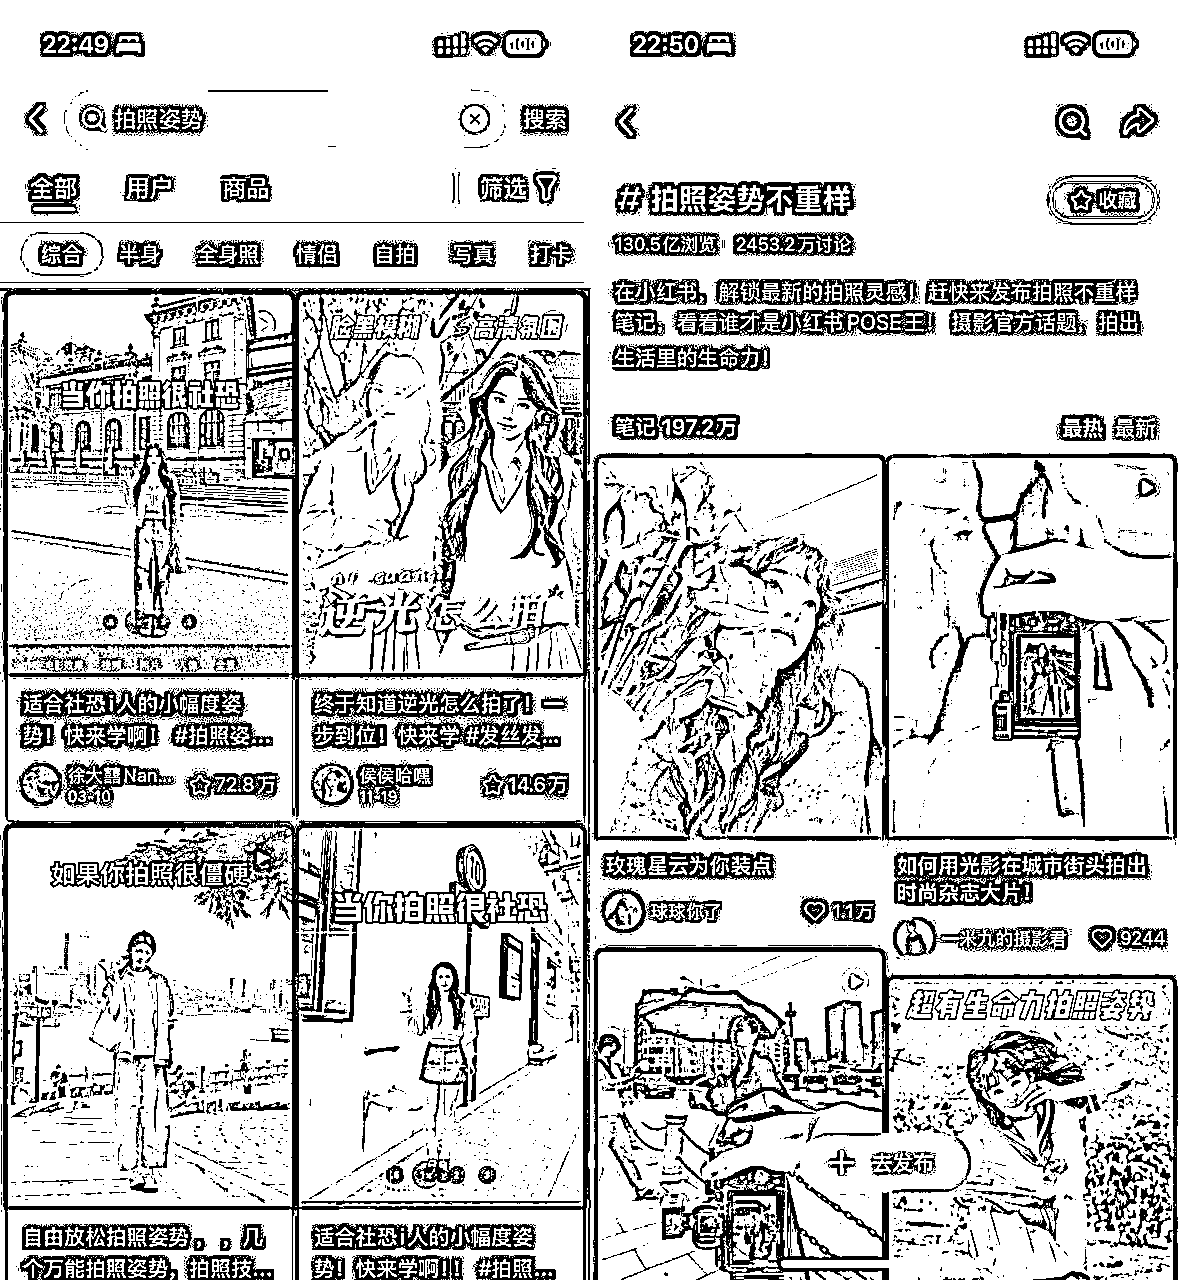 22:49
拍照姿势
搜索
全部 用户 商品 筛选
综合 半身 全身照 情侣 自拍 写真 打卡
当你拍照很社恐
脸黑模糊 高清氛围
逆光怎么拍
适合社恐i人的小幅度姿
势！快来学啊！ #拍照姿...
徐大囍Nan...
03-10
72.8万
终于知道逆光怎么拍了！一
步到位！快来学 #发丝发...
侯侯哈嘿
11-19
14.6万
如果你拍照很僵硬
当你拍照很社恐
自由放松拍照姿势，，几
个万能拍照姿势，拍照技...
适合社恐i人的小幅度姿
势！快来学啊！！ #拍照...
22:50
# 拍照姿势不重样
收藏
130.5亿浏览 2453.2万讨论
在小红书，解锁最新的拍照灵感！赶快来发布拍照不重样
笔记，看看谁才是小红书POSE王！ 摄影官方话题，拍出
生活里的生命力！
笔记 197.2万
最热 最新
玫瑰星云为你装点
球球你了
1.1万
如何用光影在城市街头拍出
时尚杂志大片！
一米九的摄影君
9244
超有生命力拍照姿势
去发布